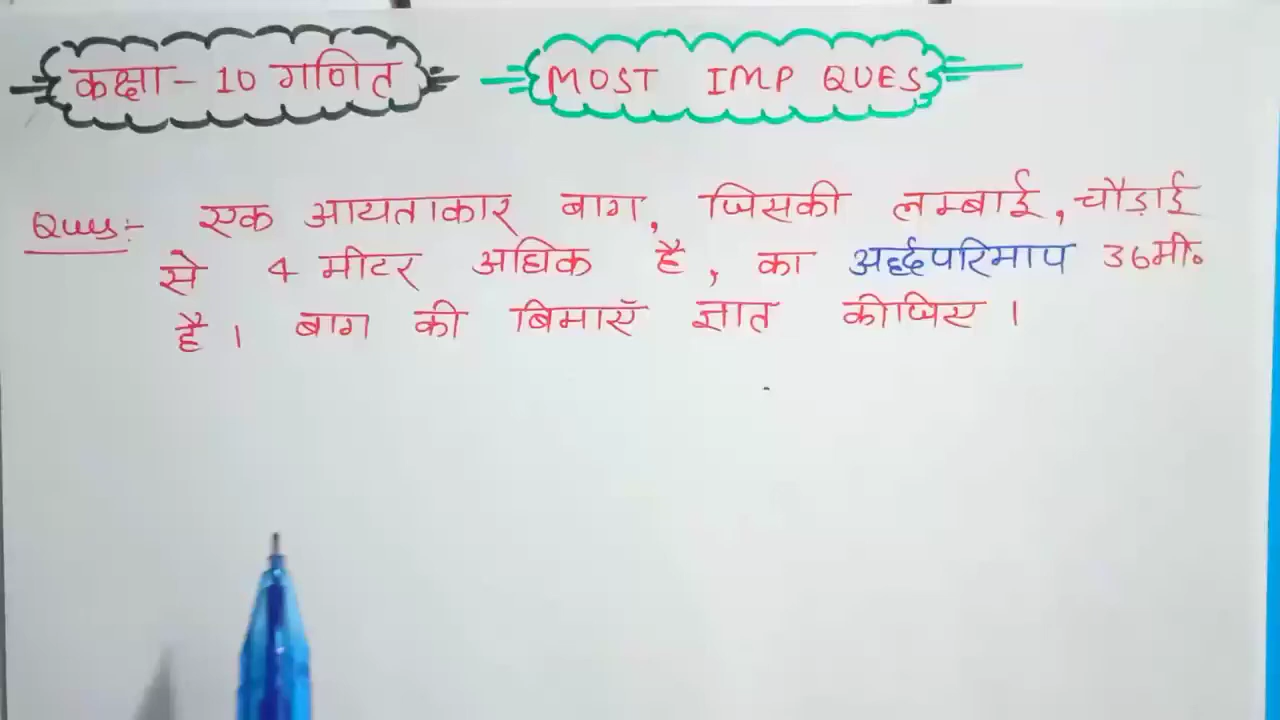 कक्षा - 10 गणित
MOST IMP QUES
Ques:- एक आयताकार बाग, जिसकी लम्बाई, चौड़ाई
से 4 मीटर अधिक है, का अर्द्धपरिमाप 36मी॰
है। बाग की बिमाएँ ज्ञात कीजिए।